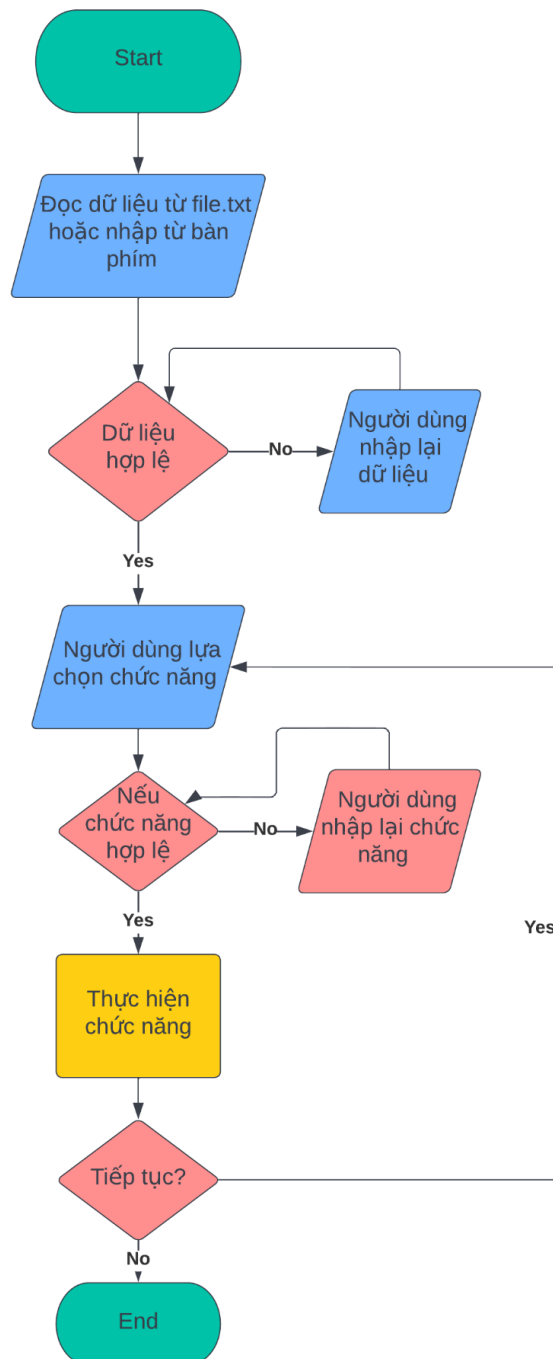 Start
Đọc dữ liệu từ file.txt
hoặc nhập từ bàn
phím
Dữ liệu
hợp lệ
No
Người dùng
nhập lại
dữ liệu
Yes
Người dùng lựa
chọn chức năng
Nếu
chức năng
hợp lệ
No
Người dùng
nhập lại chức
năng
Yes
Yes
Thực hiện
chức năng
Tiếp tục?
No
End